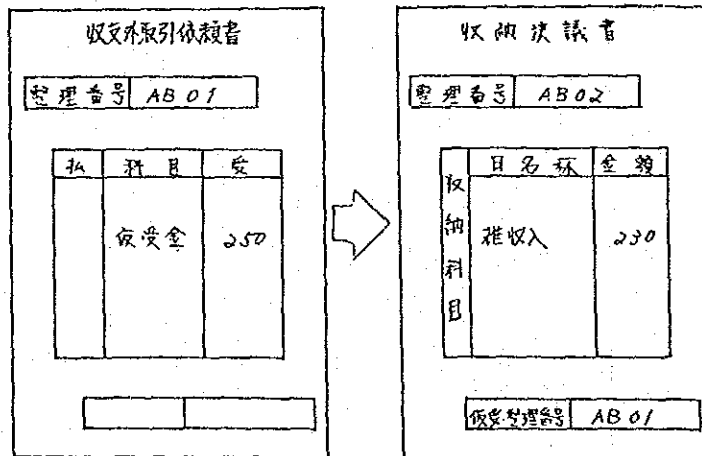 収支外取引依頼書
整理番号 AB01
払 科目 受
仮受金 250
収納決議書
整理番号 AB02
収納科目
目名称 金額
雑収入 230
仮受整理番号 AB01